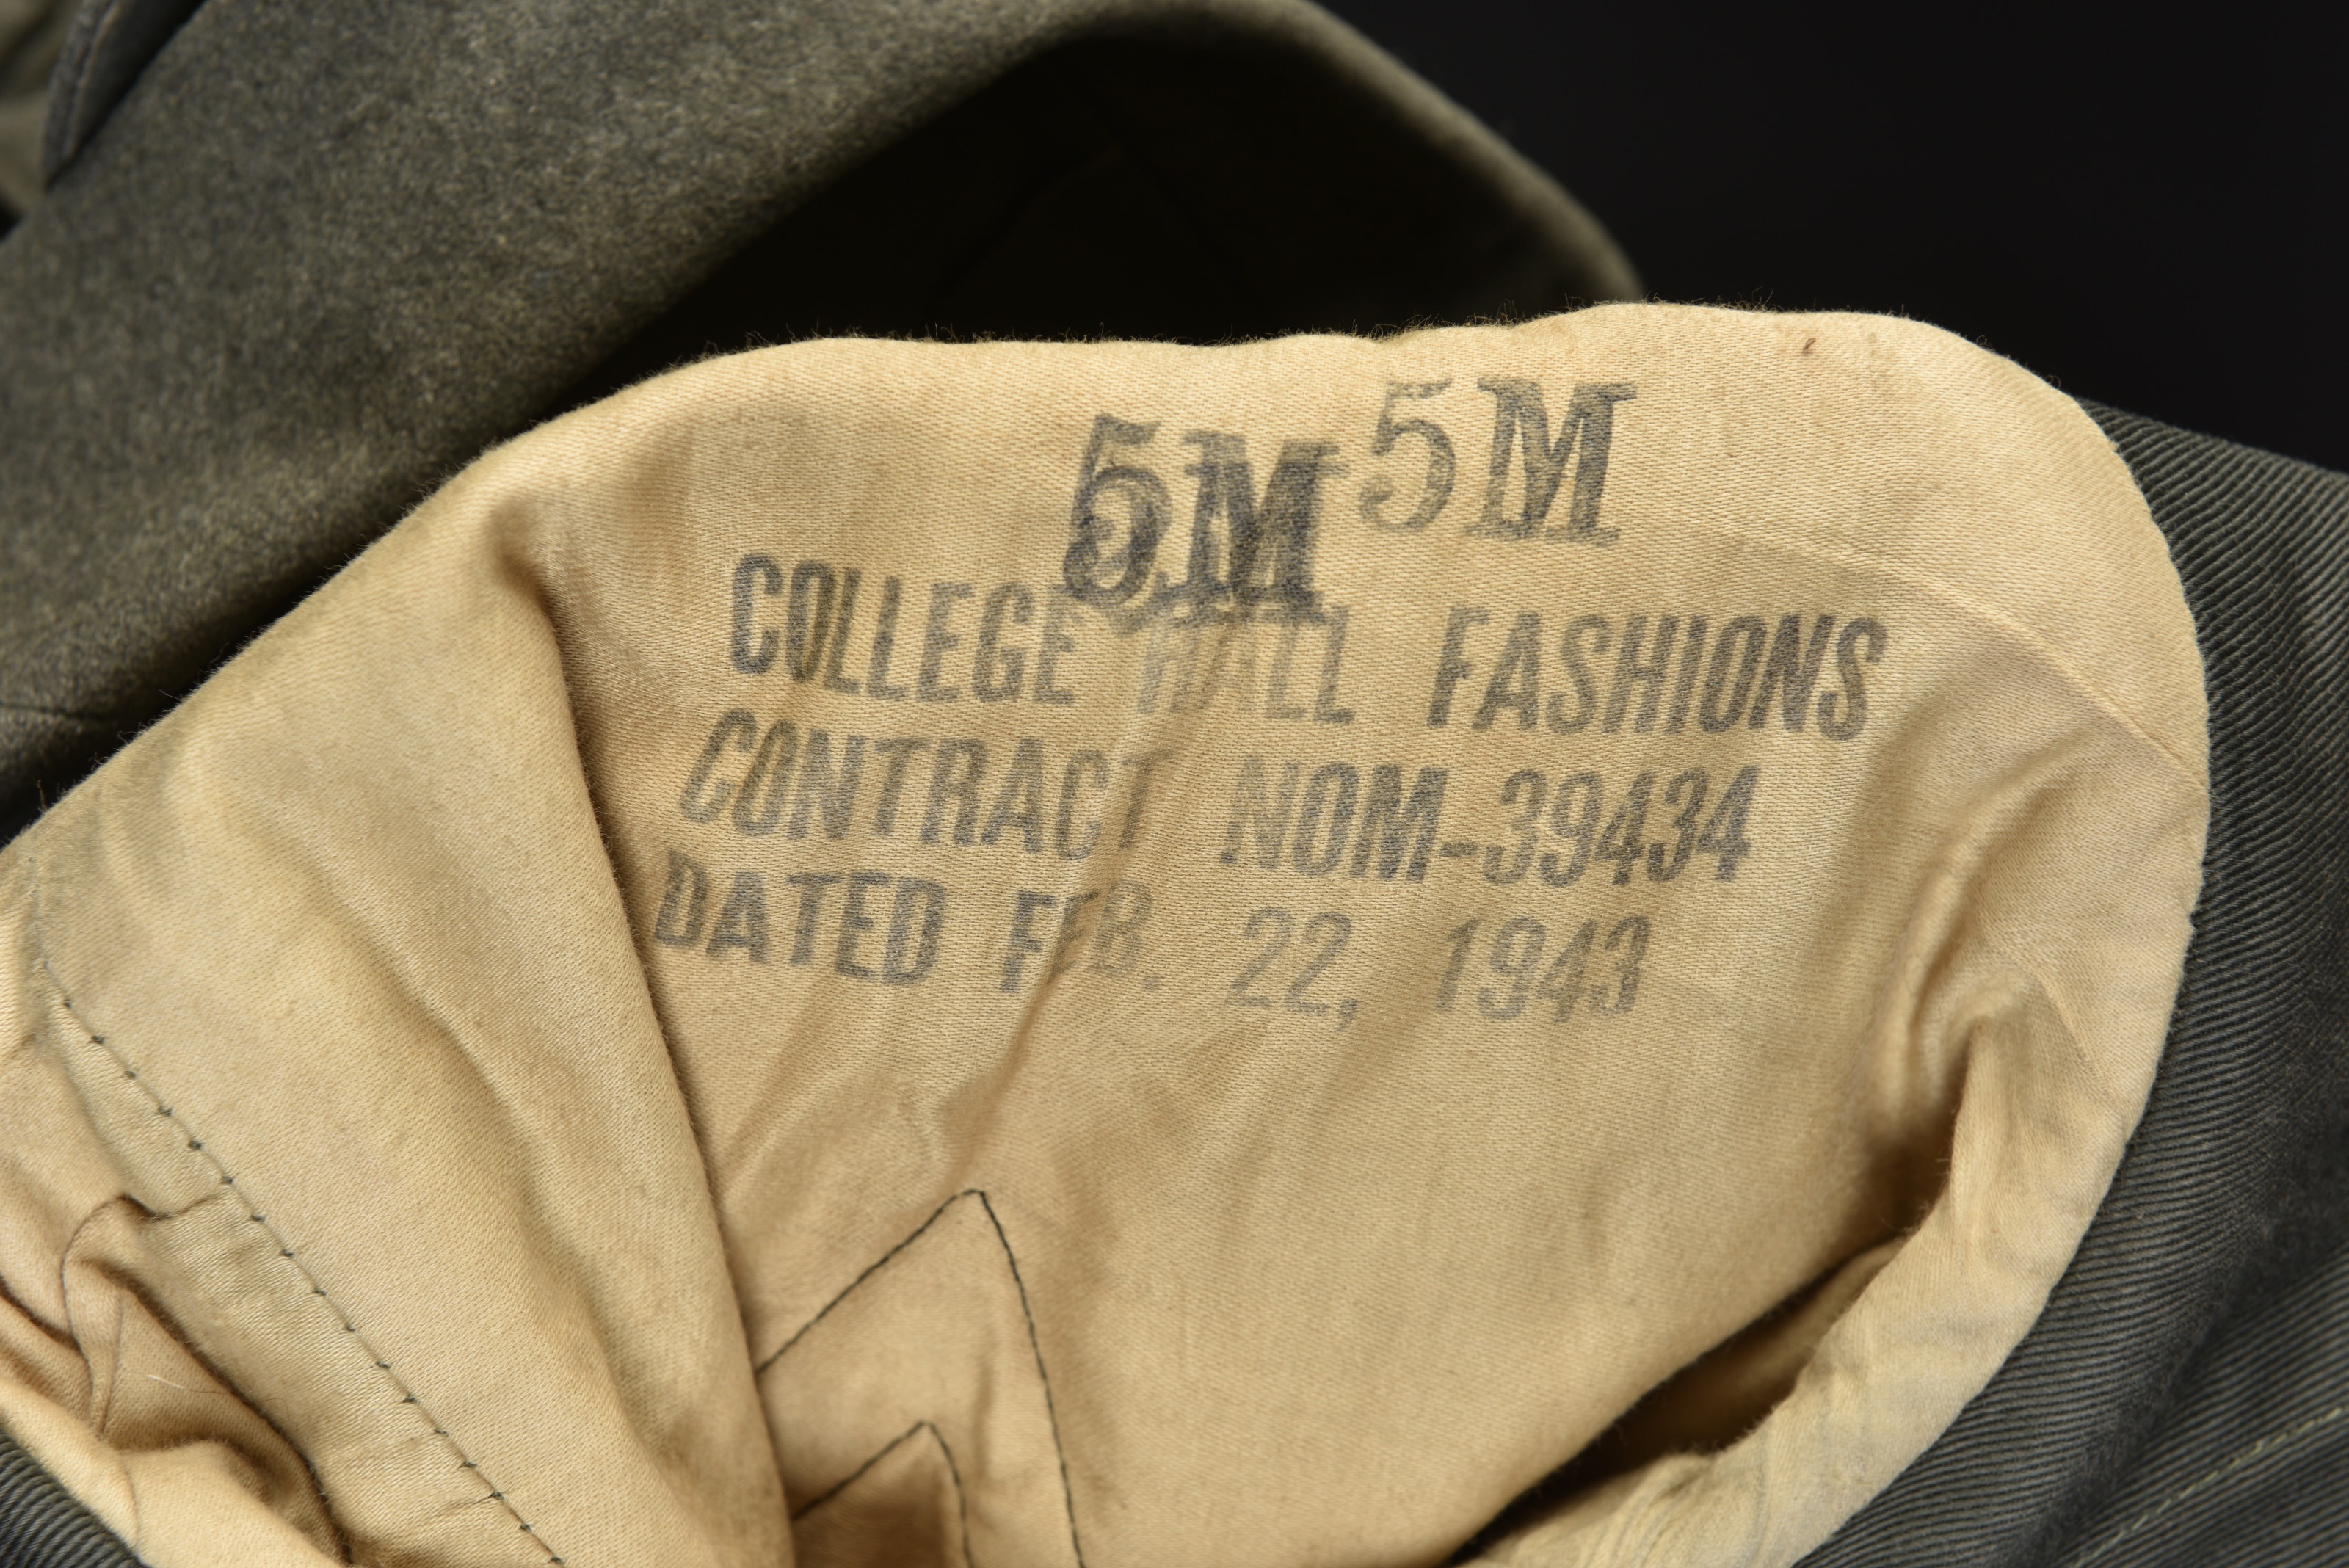 5M 5M
COLLEGE HALL FASHIONS
CONTRACT NOM-39434
DATED FEB. 22, 1943